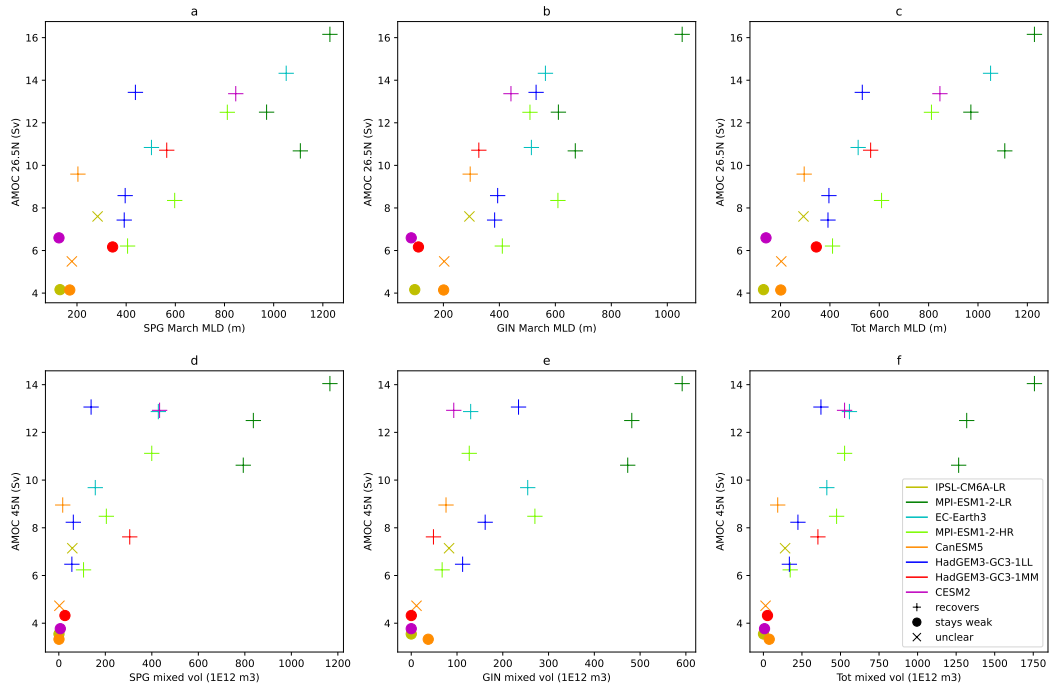 a
b
c
16
14
12
10
8
6
4
AMOC 26.5N (Sv)
200
400
600
800
1000
1200
SPG March MLD (m)
16
14
12
10
8
6
4
AMOC 26.5N (Sv)
200
400
600
800
1000
GIN March MLD (m)
16
14
12
10
8
6
4
AMOC 26.5N (Sv)
200
400
600
800
1000
1200
Tot March MLD (m)
d
e
f
14
12
10
8
6
4
AMOC 45N (Sv)
0
200
400
600
800
1000
1200
SPG mixed vol (1E12 m3)
14
12
10
8
6
4
AMOC 45N (Sv)
0
100
200
300
400
500
600
GIN mixed vol (1E12 m3)
14
12
10
8
6
4
AMOC 45N (Sv)
0
250
500
750
1000
1250
1500
1750
Tot mixed vol (1E12 m3)
IPSL-CM6A-LR
MPI-ESM1-2-LR
EC-Earth3
MPI-ESM1-2-HR
CanESM5
HadGEM3-GC3-1LL
HadGEM3-GC3-1MM
CESM2
recovers
stays weak
unclear